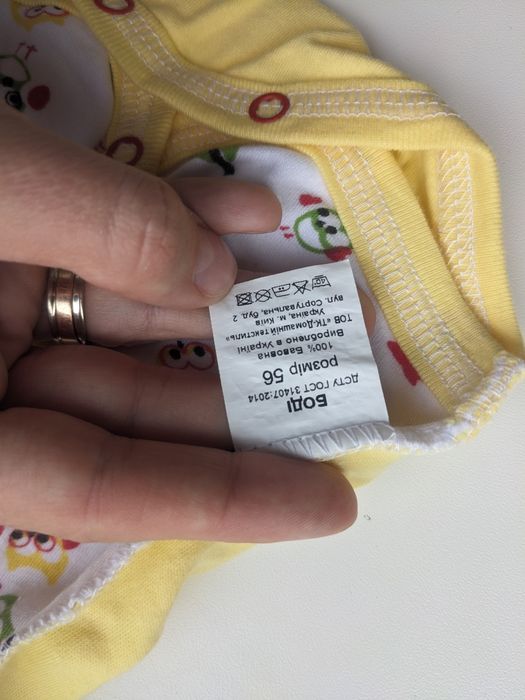 БОДІ
ДСТУ ГОСТ 31407:2014
розмір 56
100% Бавовна
Вироблено в Україні
ТОВ «ТК-Домашній текстиль»
Україна, м. Київ
вул. Сортувальна, буд. 2